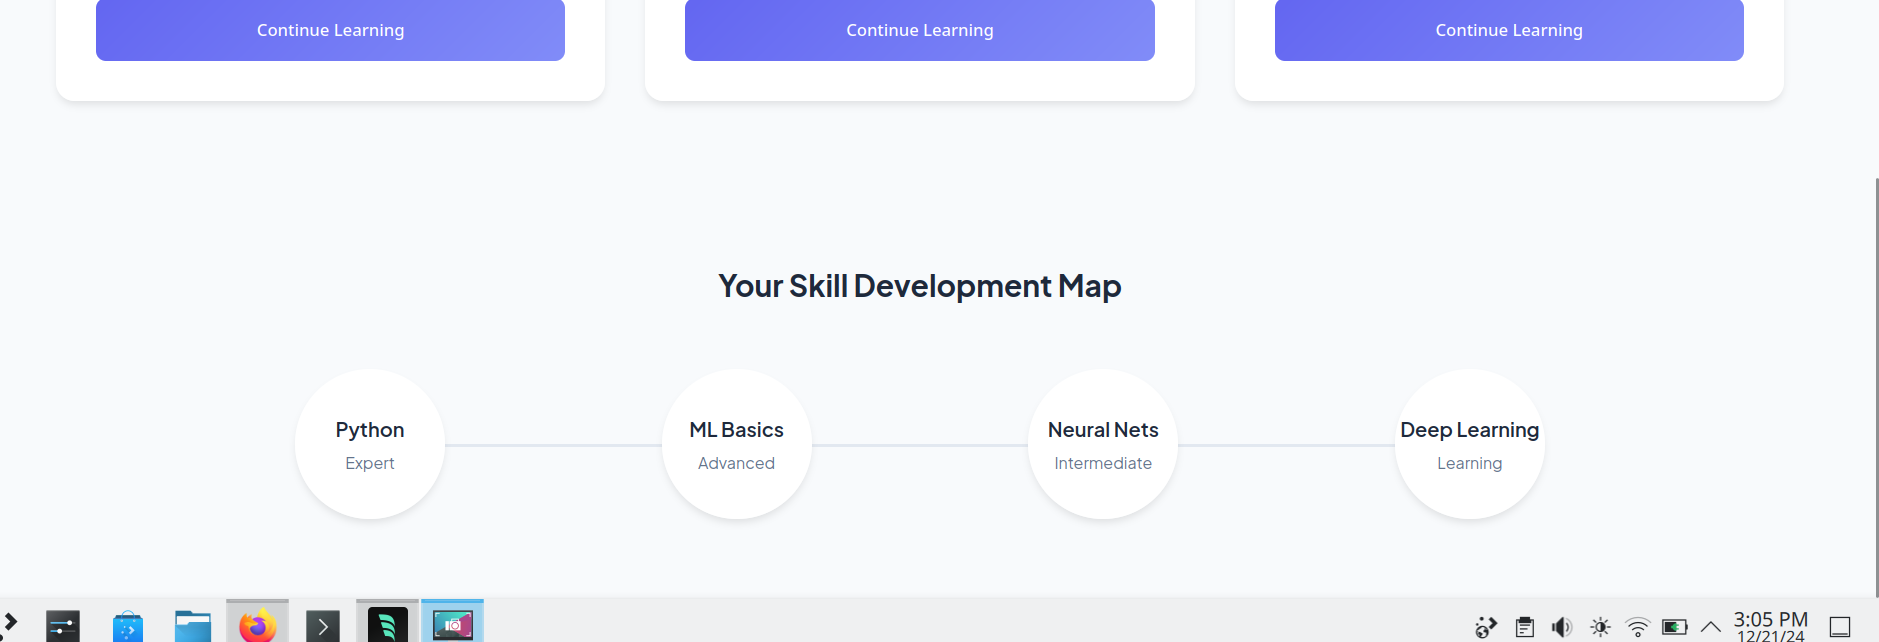 Continue Learning
Continue Learning
Continue Learning
Your Skill Development Map
Python
Expert
ML Basics
Advanced
Neural Nets
Intermediate
Deep Learning
Learning
3:05 PM
12/21/24